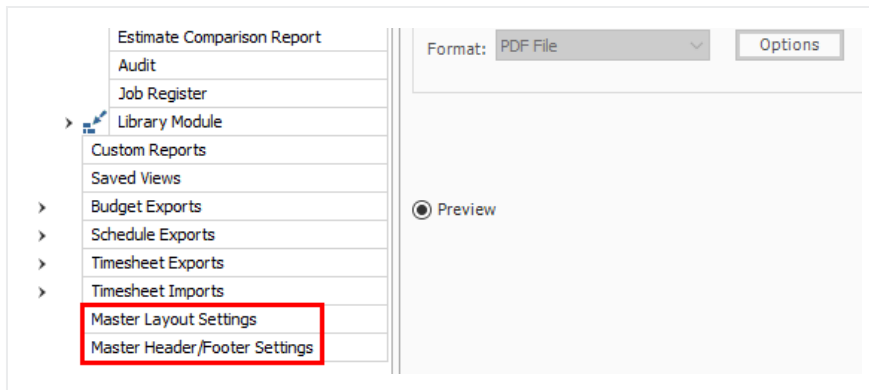 Estimate Comparison Report
Audit
Job Register
Library Module
Custom Reports
Saved Views
Budget Exports
Schedule Exports
Timesheet Exports
Timesheet Imports
Master Layout Settings
Master Header/Footer Settings
Format: PDF File Options
Preview